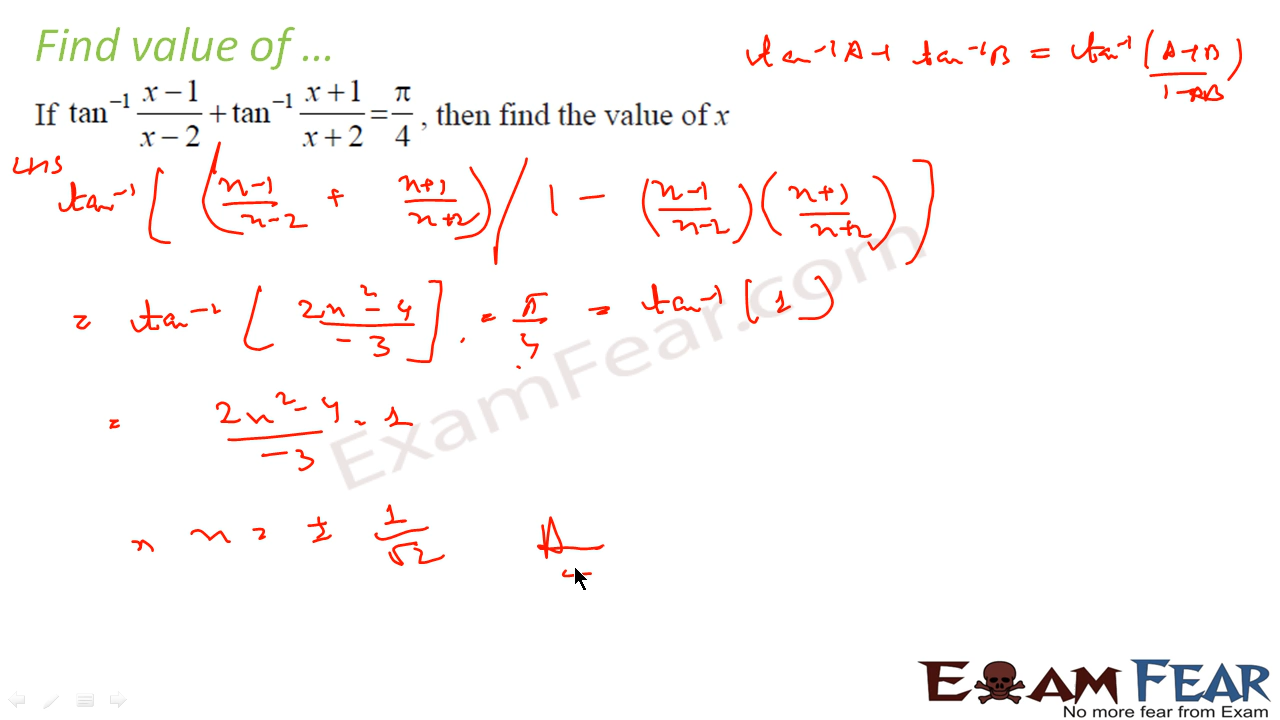 Find value of ...
tan⁻¹A + tan⁻¹B = tan⁻¹(A+B / 1-AB)
If tan⁻¹ x−1/x−2 + tan⁻¹ x+1/x+2 = π/4 , then find the value of x
LHS
tan⁻¹[((x-1)/(x-2) + (x+1)/(x+2)) / 1 - ((x-1)/(x-2))((x+1)/(x+2))]
= tan⁻¹[2x²-4 / -3] = π/4 = tan⁻¹(1)
= 2x²-4 / -3 = 1
x = ± 1/√2
ExamFear.com
EXAM FEAR
No more fear from Exam